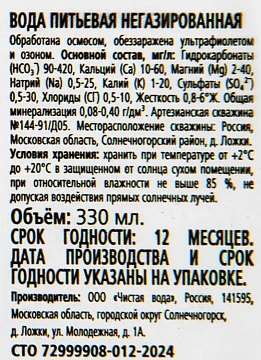 ВОДА ПИТЬЕВАЯ НЕГАЗИРОВАННАЯ
Обработана осмосом, обеззаражена ультрафиолетом
и озоном. Основной состав, мг/л: Гидрокарбонаты
(HCO₃⁻) 90-420, Кальций (Ca) 10-60, Магний (Mg) 2-40,
Натрий (Na) 0,5-25, Калий (K) 1-20, Сульфаты (SO₄²⁻)
0,5-30, Хлориды (Cl⁻) 0,5-10, Жесткость 0,8-6°Ж. Общая
минерализация 0,08-0,40 г/дм³. Артезианская скважина
№144-91/Д05. Месторасположение скважины: Россия,
Московская область, Солнечногорский район, д. Ложки.
Условия хранения: хранить при температуре от +2°C
до +20°C в защищенном от солнца сухом помещении,
при относительной влажности не выше 85 %, не
допуская воздействия прямых солнечных лучей.
Объём: 330 мл.
СРОК ГОДНОСТИ: 12 МЕСЯЦЕВ.
ДАТА ПРОИЗВОДСТВА И СРОК
ГОДНОСТИ УКАЗАНЫ НА УПАКОВКЕ.
Производитель: ООО «Чистая вода», Россия, 141595,
Московская область, городской округ Солнечногорск,
д. Ложки, ул. Молодежная, д. 1А.
СТО 72999908-012-2024